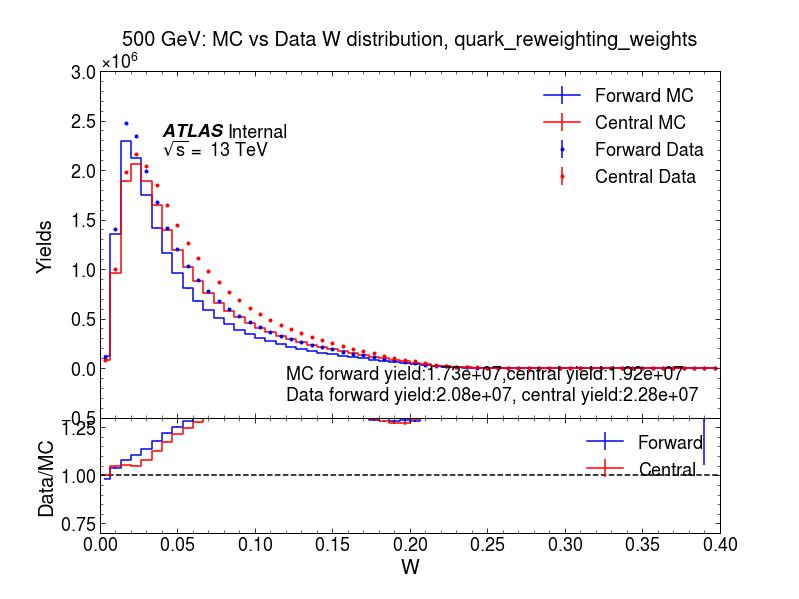 500 GeV: MC vs Data W distribution, quark_reweighting_weights
×10⁶
3.0
2.5
2.0
1.5
1.0
0.5
0.0
0.5
Yields
ATLAS Internal
√s = 13 TeV
Forward MC
Central MC
Forward Data
Central Data
MC forward yield:1.73e+07,central yield:1.92e+07
Data forward yield:2.08e+07, central yield:2.28e+07
1.25
1.00
0.75
Data/MC
Forward
Central
0.00 0.05 0.10 0.15 0.20 0.25 0.30 0.35 0.40
W